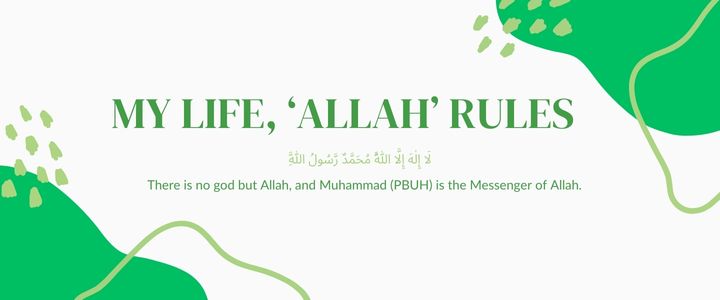 MY LIFE, ‘ALLAH’ RULES
لَا إِلٰهَ إِلَّا اللّٰهُ مُحَمَّدٌ رَّسُولُ اللّٰهِ
There is no god but Allah, and Muhammad (PBUH) is the Messenger of Allah.